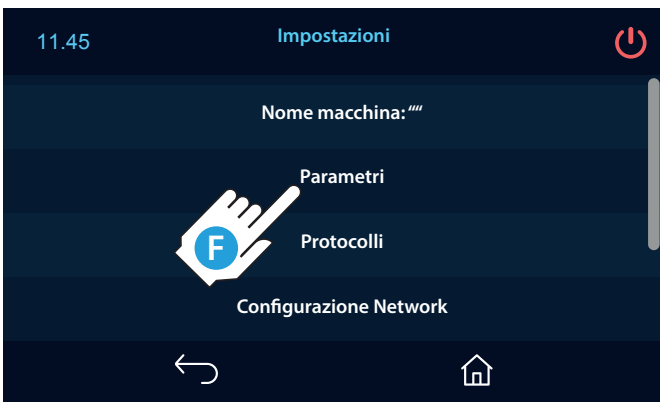 11.45
Impostazioni
Nome macchina: ““
Parametri
F
Protocolli
Configurazione Network